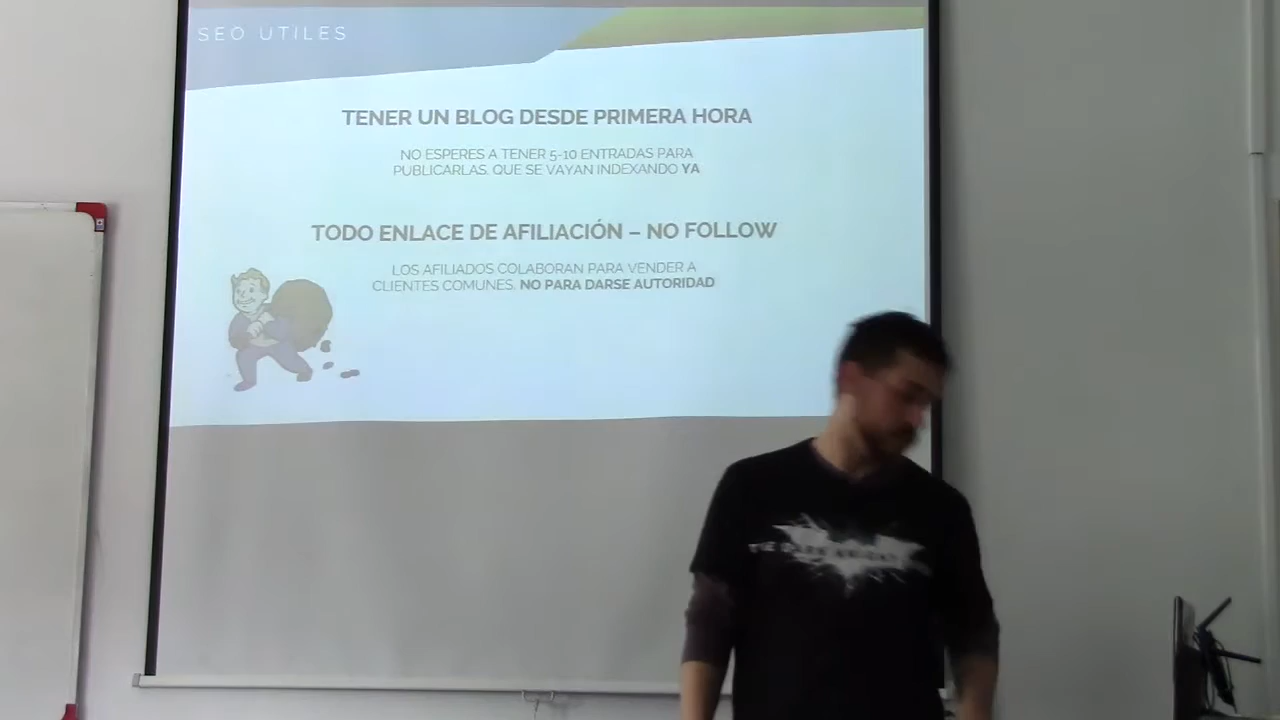 SEO UTILES
TENER UN BLOG DESDE PRIMERA HORA
NO ESPERES A TENER 5-10 ENTRADAS PARA
PUBLICARLAS. QUE SE VAYAN INDEXANDO YA
TODO ENLACE DE AFILIACIÓN – NO FOLLOW
LOS AFILIADOS COLABORAN PARA VENDER A
CLIENTES COMUNES. NO PARA DARSE AUTORIDAD
THE DARK KNIGHT